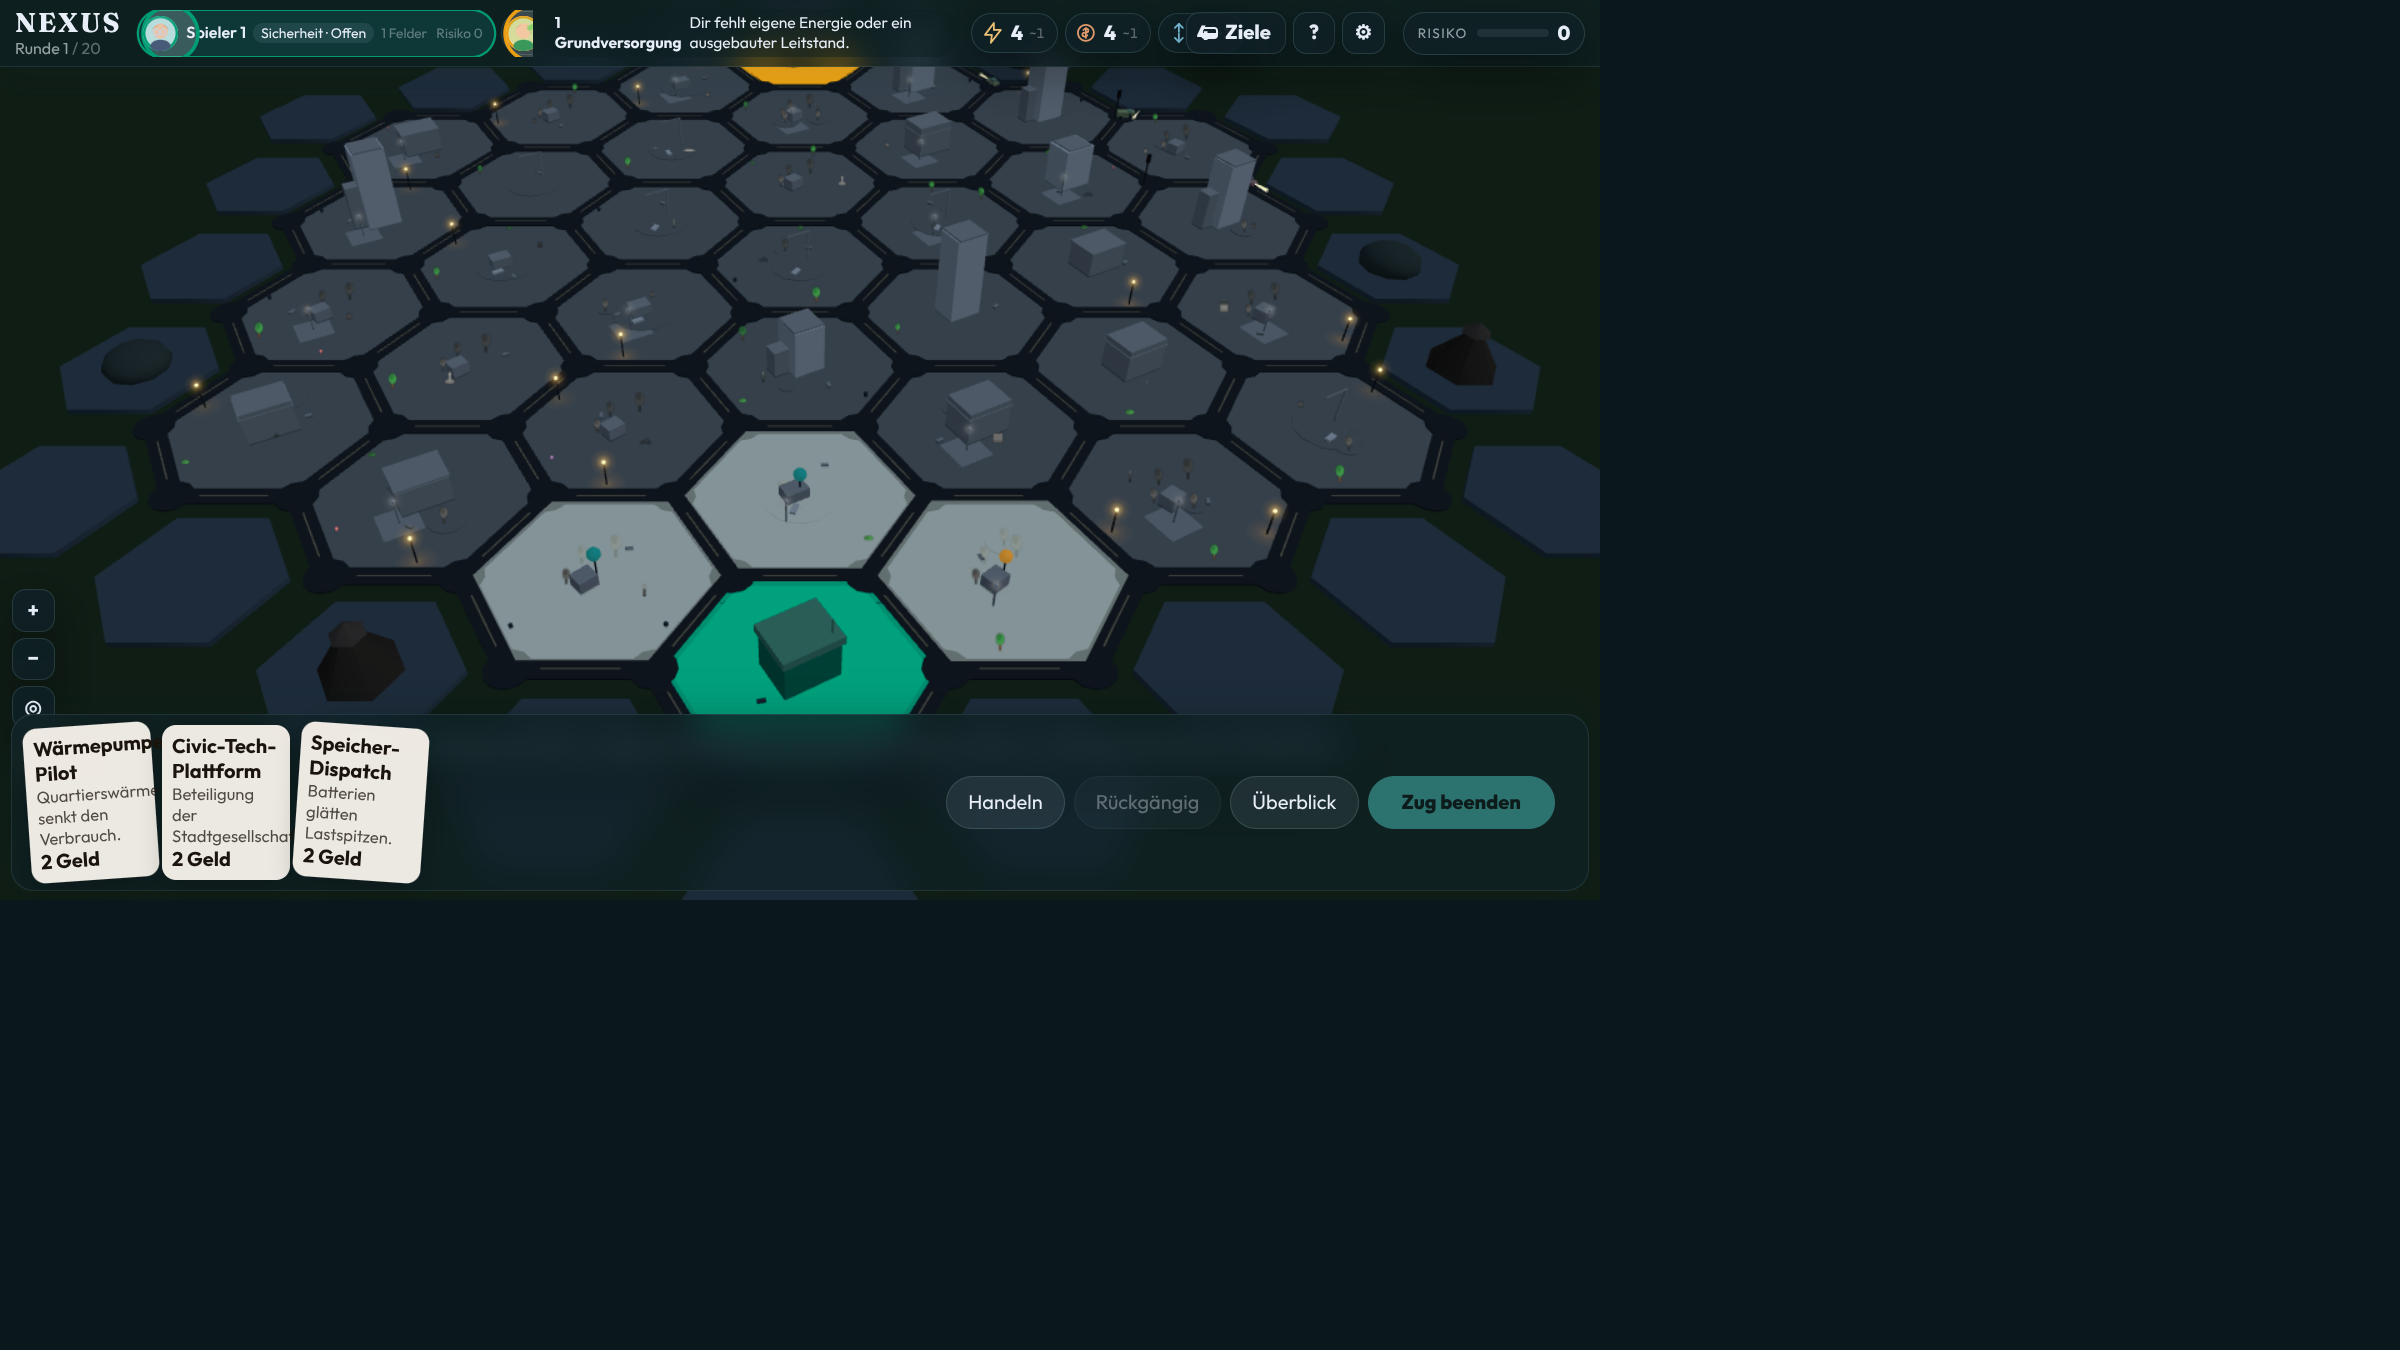 NEXUS
Runde 1 / 20
Spieler 1
Sicherheit · Offen
1 Felder
Risiko 0
1
Grundversorgung
Dir fehlt eigene Energie oder ein
ausgebauter Leitstand.
4 ~1
4 ~1
Ziele
?
RISIKO
0
+
−
Wärmepump
Pilot
Quartierswärme
senkt den
Verbrauch.
2 Geld
Civic-Tech-
Plattform
Beteiligung
der
Stadtgesellscha
2 Geld
Speicher-
Dispatch
Batterien
glätten
Lastspitzen.
2 Geld
Handeln
Rückgängig
Überblick
Zug beenden